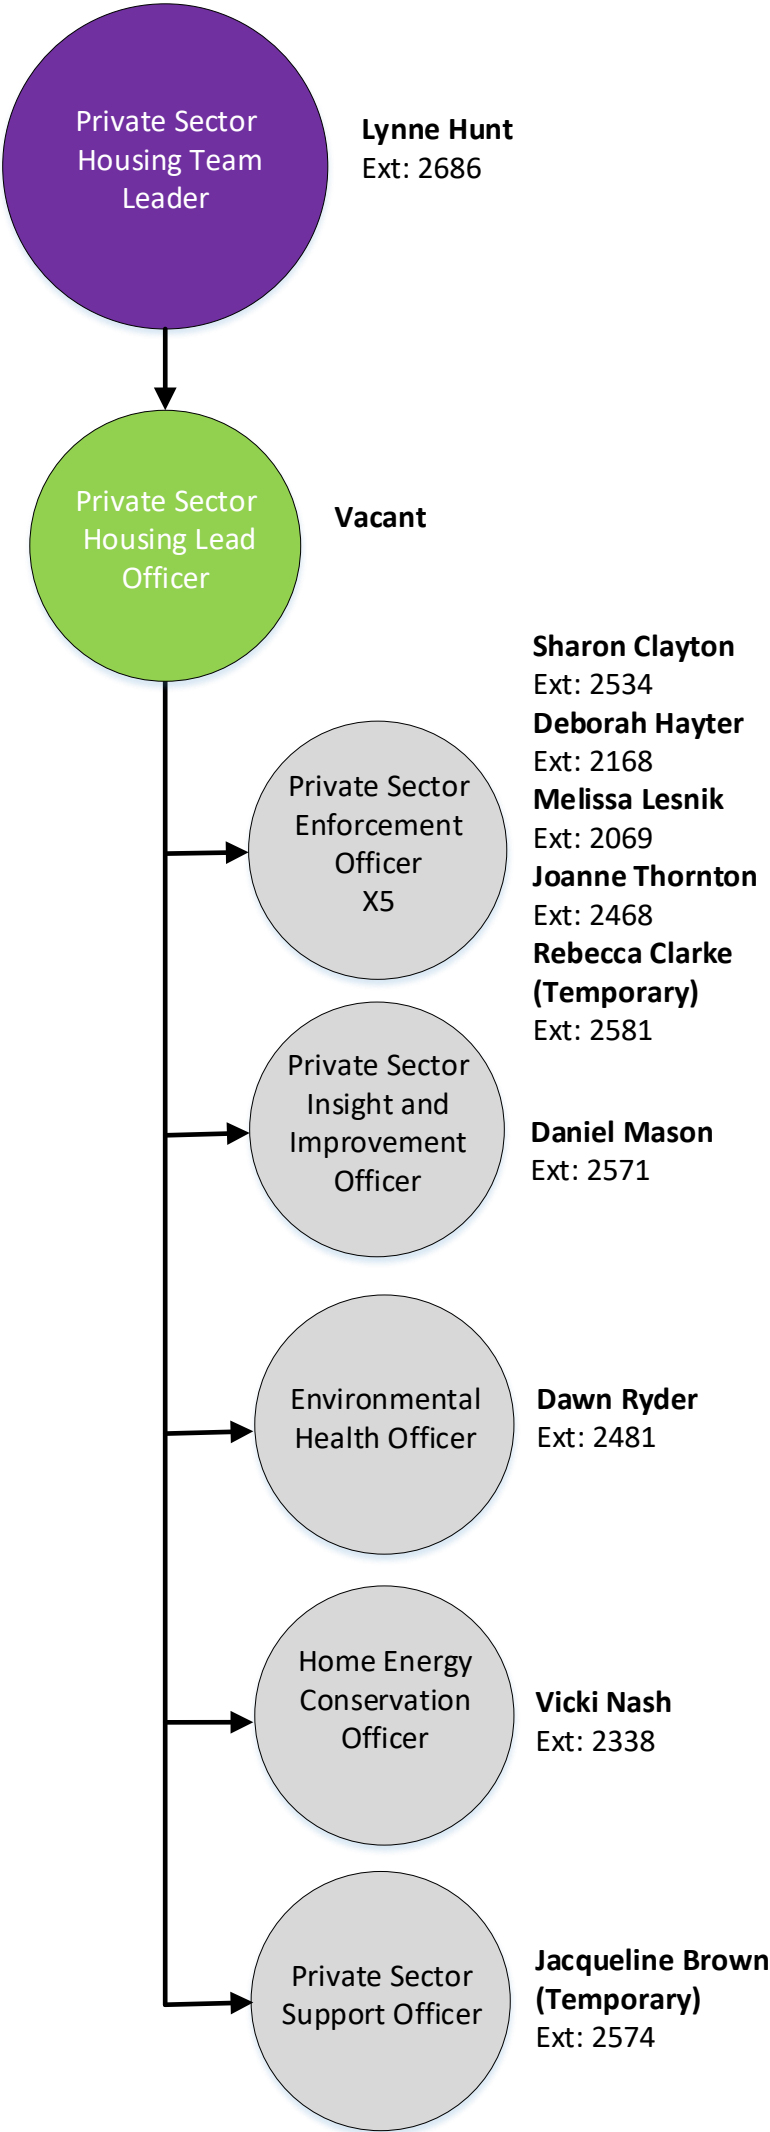 Private Sector
Housing Team
Leader
Lynne Hunt
Ext: 2686
Private Sector
Housing Lead
Officer
Vacant
Private Sector
Enforcement
Officer
X5
Sharon Clayton
Ext: 2534
Deborah Hayter
Ext: 2168
Melissa Lesnik
Ext: 2069
Joanne Thornton
Ext: 2468
Rebecca Clarke
(Temporary)
Ext: 2581
Private Sector
Insight and
Improvement
Officer
Daniel Mason
Ext: 2571
Environmental
Health Officer
Dawn Ryder
Ext: 2481
Home Energy
Conservation
Officer
Vicki Nash
Ext: 2338
Private Sector
Support Officer
Jacqueline Brown
(Temporary)
Ext: 2574